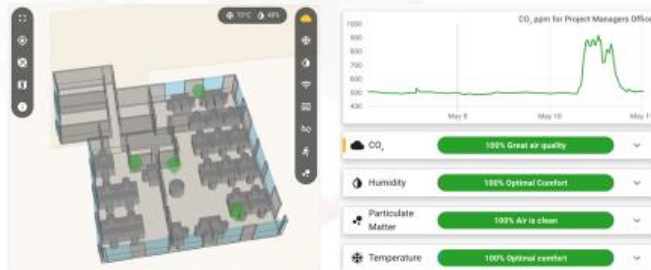 10°C 48%
CO₂ ppm for Project Managers Office
1000
900
800
700
600
500
400
May 9
May 10
May 11
CO₂
100% Great air quality
Humidity
100% Optimal Comfort
Particulate
Matter
100% Air is clean
Temperature
100% Optimal comfort